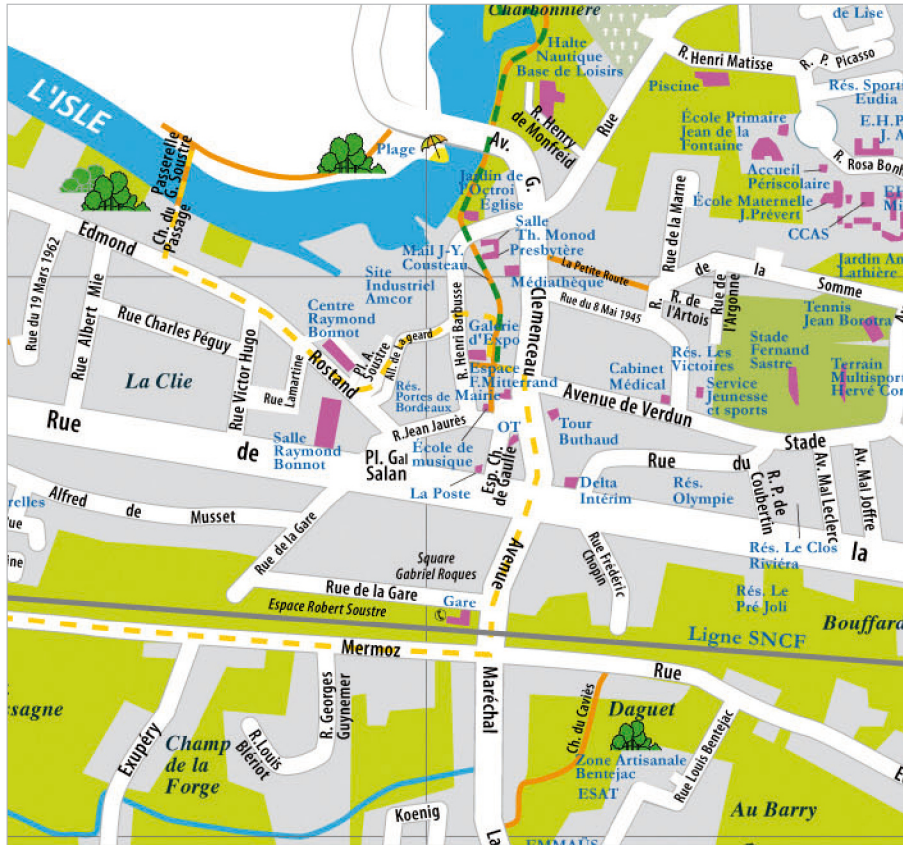 Charbonnière
de Lise
Halte
Nautique
Base de Loisirs
R. Henri Matisse
R. P. Picasso
Piscine
Rés. Sport
Eudia
L'ISLE
R. Henry
de Monfreid
Rue
École Primaire
Jean de la
Fontaine
E.H.P
J. A
Plage
Av.
G.
Clemenceau
R. Rosa Bonh
Passerelle
G. Soustre
Ch. du
Passage
Jardin de
l'Octroi
Église
Accueil
Périscolaire
École Maternelle
J.Prévert
CCAS
E.H
Mi
Salle
Th. Monod
Presbytère
Rue de la Marne
Edmond
Rostand
Mail J-Y.
Cousteau
Site
Industriel
Amcor
Médiathèque
La Petite Route
Jardin An
Lathière
Rue du 19 Mars 1962
Rue Albert Mie
R. de la Somme
Rue du 8 Mai 1945
R. de
l'Artois
Rue de
l'Argonne
Tennis
Jean Borotra
Av
Rue Charles Péguy
Centre
Raymond
Bonnot
Pl. A.
Soustre
All. de Lageard
R. Henri Barbusse
Galerie
d'Expo
Stade
Fernand
Sastre
La Clie
Rue Victor Hugo
Rue
Lamartine
Rés.
Portes de
Bordeaux
Espace
F.Mitterrand
Mairie
Cabinet
Médical
Rés. Les
Victoires
Service
Jeunesse
et sports
Terrain
Multisport
Hervé Con
Avenue de Verdun
Rue
de
la
Salle
Raymond
Bonnot
R.Jean Jaurès
École de
musique
OT
Tour
Buthaud
Pl. Gal
Salan
Esp. Ch.
de Gaulle
La Poste
Rue du Stade
Delta
Intérim
Rés.
Olympie
R. P. de
Coubertin
Av. Mal Leclerc
Av. Mal Joffre
Alfred de Musset
relles
ue
ine
Rue de la Gare
Square
Gabriel Roques
Avenue
Maréchal
Rue Frédéric
Chopin
Rés. Le Clos
Riviéra
Rue de la Gare
Espace Robert Soustre
Gare
Rés. Le
Pré Joli
Bouffard
Ligne SNCF
Mermoz
Rue
ssagne
Exupéry
Champ
de la
Forge
R.Louis
Blériot
R. Georges
Guynemer
Ch. du Caviès
Daguet
Zone Artisanale
Bentejac
ESAT
Rue Louis Bentejac
Au Barry
Koenig
La
EMMAÜS